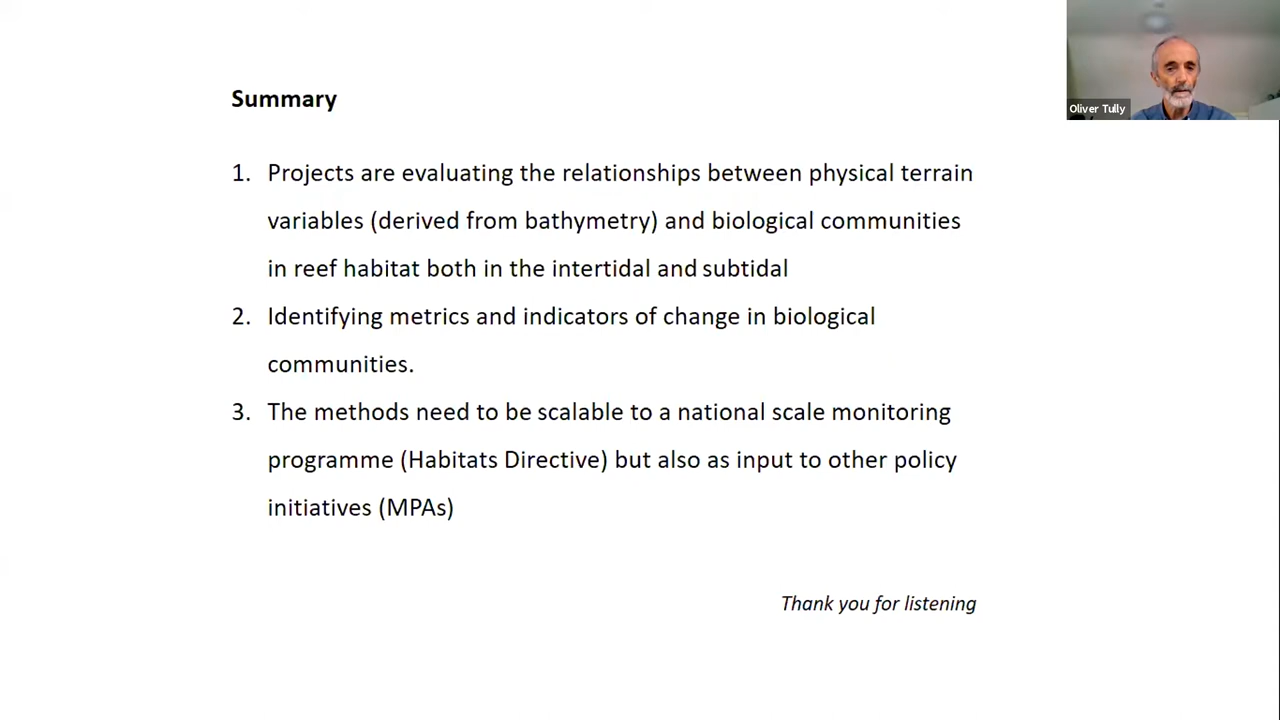 Oliver Tully
Summary
1. Projects are evaluating the relationships between physical terrain
variables (derived from bathymetry) and biological communities
in reef habitat both in the intertidal and subtidal
2. Identifying metrics and indicators of change in biological
communities.
3. The methods need to be scalable to a national scale monitoring
programme (Habitats Directive) but also as input to other policy
initiatives (MPAs)
Thank you for listening